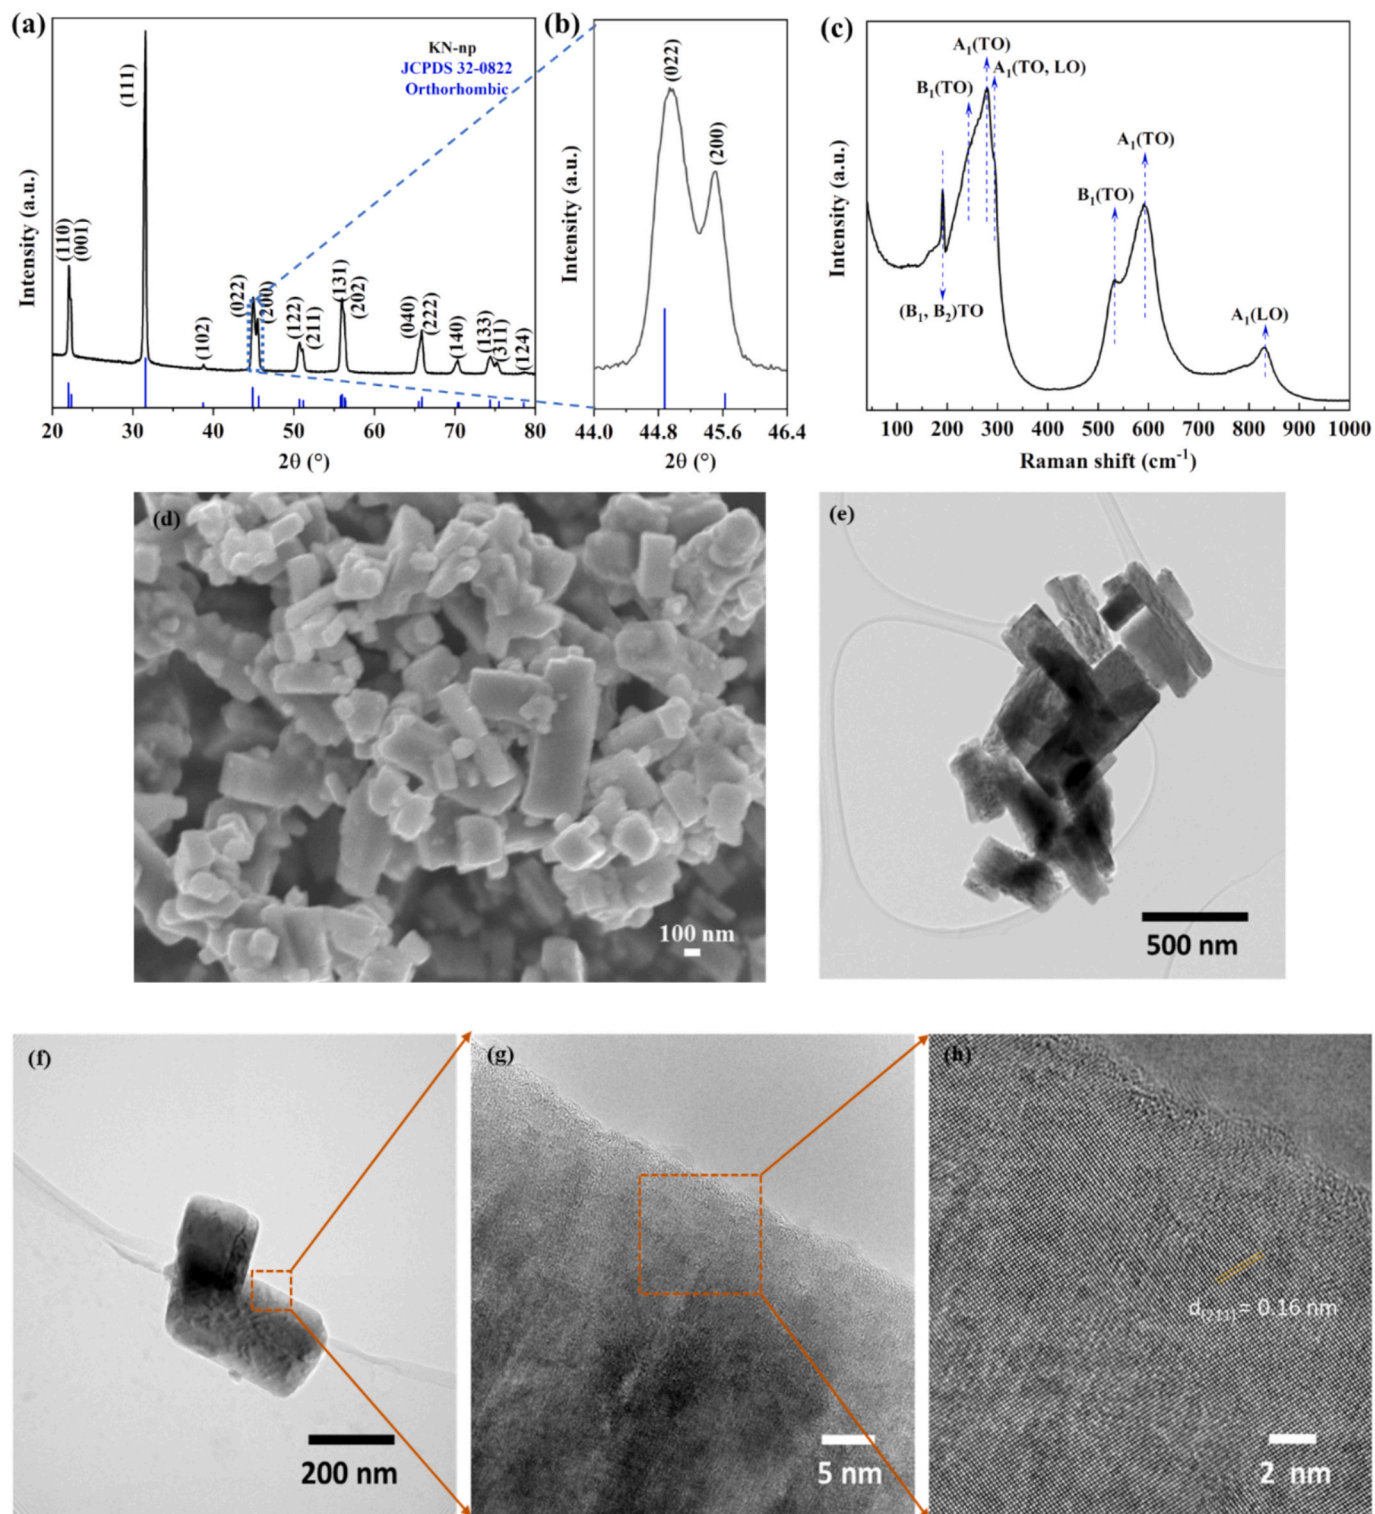 (a)
KN-np
JCPDS 32-0822
Orthorhombic
(110)
(001)
(111)
(102)
(022)
(200)
(122)
(211)
(131)
(202)
(040)
(222)
(140)
(133)
(311)
(124)
Intensity (a.u.)
20 30 40 50 60 70 80
2θ (°)
(b)
(022)
(200)
Intensity (a.u.)
44.0 44.8 45.6 46.4
2θ (°)
(c)
A1(TO)
A1(TO, LO)
B1(TO)
A1(TO)
B1(TO)
(B1, B2)TO
A1(LO)
Intensity (a.u.)
100 200 300 400 500 600 700 800 900 1000
Raman shift (cm-1)
(d)
100 nm
(e)
500 nm
(f)
200 nm
(g)
5 nm
(h)
d(211) = 0.16 nm
2 nm